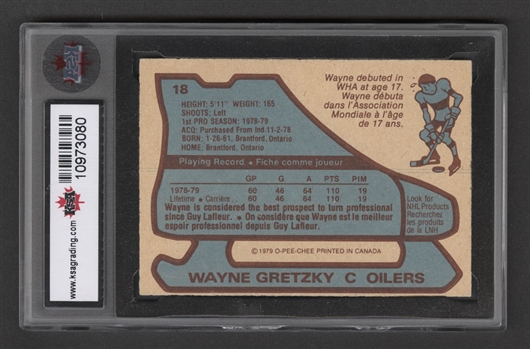 KSA
www.ksagrading.com
KSA
10973080
18
HEIGHT: 5'11" WEIGHT: 165
SHOOTS: Left
1st PRO SEASON: 1978-79
ACQ: Purchased From Ind.11-2-78
BORN: 1-26-61, Brantford, Ontario
HOME: Brantford, Ontario
Wayne debuted in
WHA at age 17.
Wayne débuta
dans l'Association
Mondiale à l'âge
de 17 ans.
Playing Record • Fiché comme joueur
GP G A PTS PIM
1978-79 60 46 64 110 19
Lifetime • Carrière 60 46 64 110 19
Wayne is considered the best prospect to turn professional
since Guy Lafleur. • On considère que Wayne est le meilleur
espoir professionel depuis Guy Lafleur.
Look for
NHL Products
Recherchez
les produits
de la LNH
©1979 O-PEE-CHEE PRINTED IN CANADA
WAYNE GRETZKY C OILERS